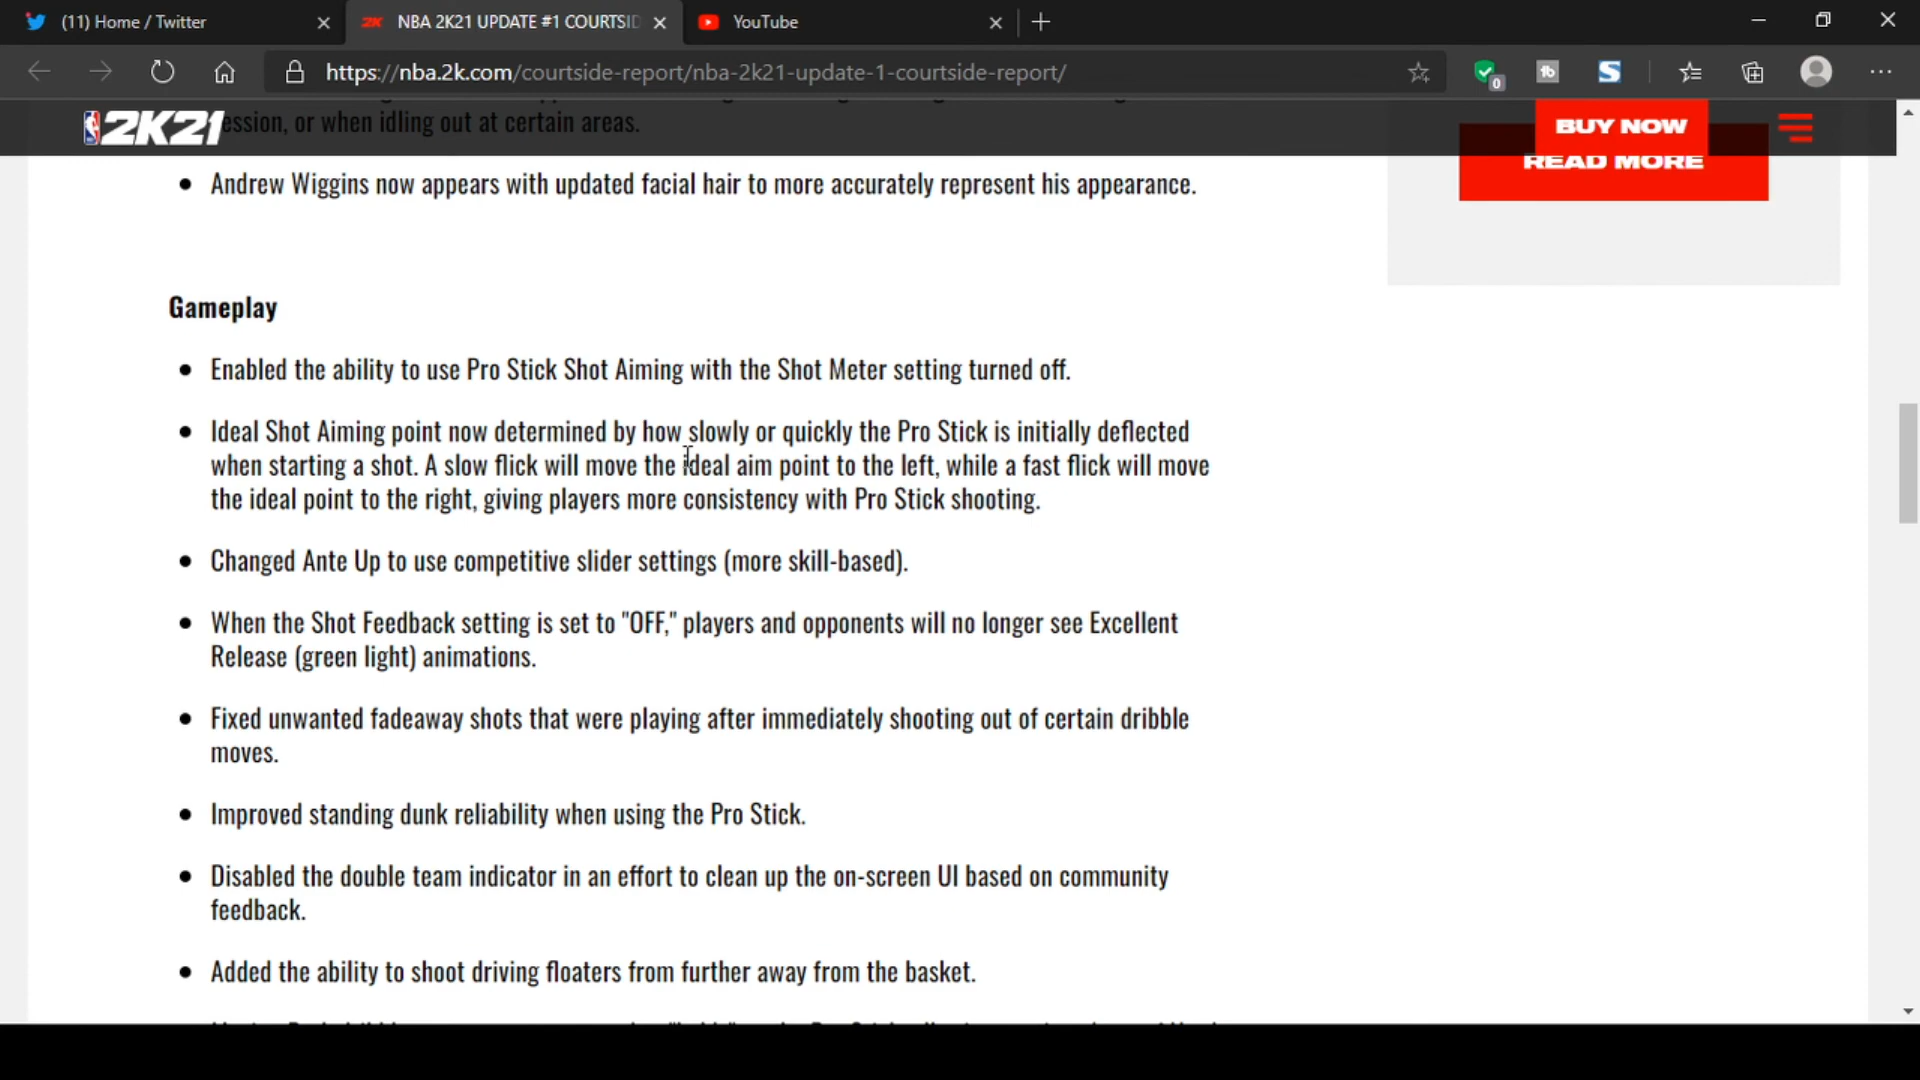 (11) Home / Twitter
NBA 2K21 UPDATE #1 COURTSID
YouTube
https://nba.2k.com/courtside-report/nba-2k21-update-1-courtside-report/
0
tb
S
2K21
ession, or when idling out at certain areas.
BUY NOW
READ MORE
• Andrew Wiggins now appears with updated facial hair to more accurately represent his appearance.
Gameplay
• Enabled the ability to use Pro Stick Shot Aiming with the Shot Meter setting turned off.
• Ideal Shot Aiming point now determined by how slowly or quickly the Pro Stick is initially deflected
when starting a shot. A slow flick will move the ideal aim point to the left, while a fast flick will move
the ideal point to the right, giving players more consistency with Pro Stick shooting.
• Changed Ante Up to use competitive slider settings (more skill-based).
• When the Shot Feedback setting is set to "OFF," players and opponents will no longer see Excellent
Release (green light) animations.
• Fixed unwanted fadeaway shots that were playing after immediately shooting out of certain dribble
moves.
• Improved standing dunk reliability when using the Pro Stick.
• Disabled the double team indicator in an effort to clean up the on-screen UI based on community
feedback.
• Added the ability to shoot driving floaters from further away from the basket.